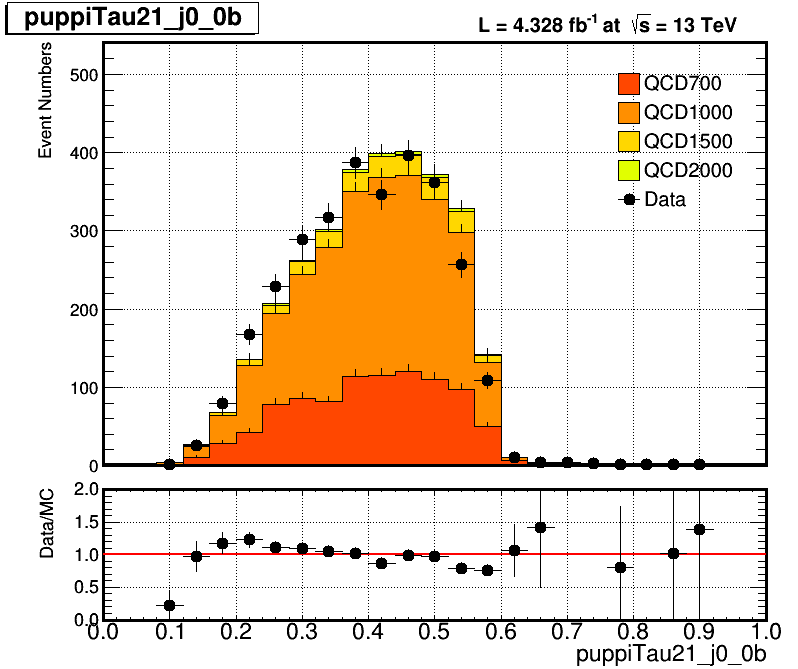 puppiTau21_j0_0b
L = 4.328 fb⁻¹ at √s = 13 TeV
Event Numbers
500
400
300
200
100
0
QCD700
QCD1000
QCD1500
QCD2000
Data
Data/MC
2.0
1.5
1.0
0.5
0.0
0.0 0.1 0.2 0.3 0.4 0.5 0.6 0.7 0.8 0.9 1.0
puppiTau21_j0_0b